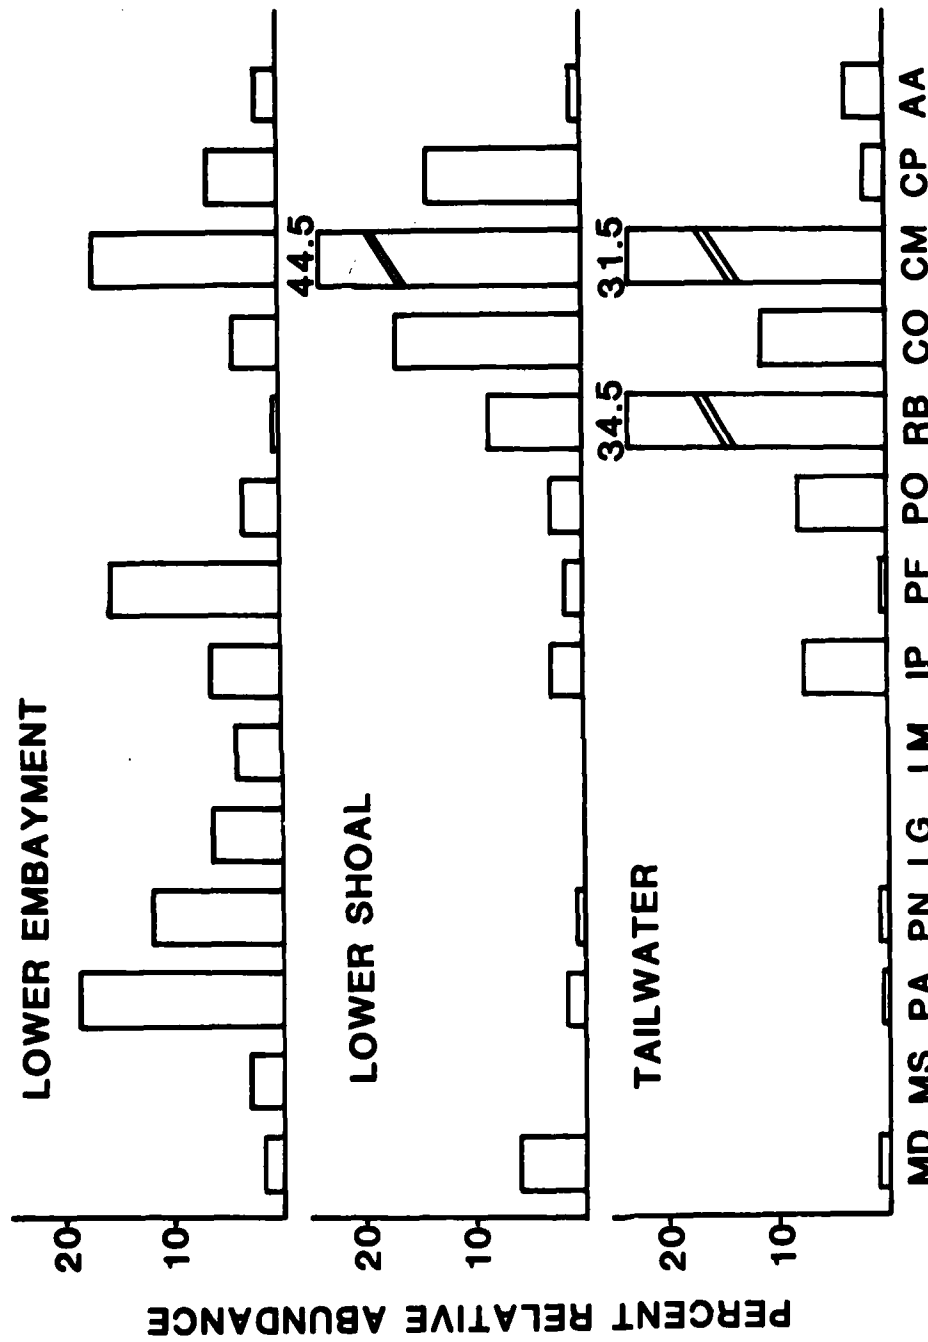 PERCENT RELATIVE ABUNDANCE
LOWER EMBAYMENT
20
10
LOWER SHOAL
44.5
20
10
TAILWATER
34.5
31.5
20
10
MD MS PA PN LG LM IP PF PO RB CO CM CP AA